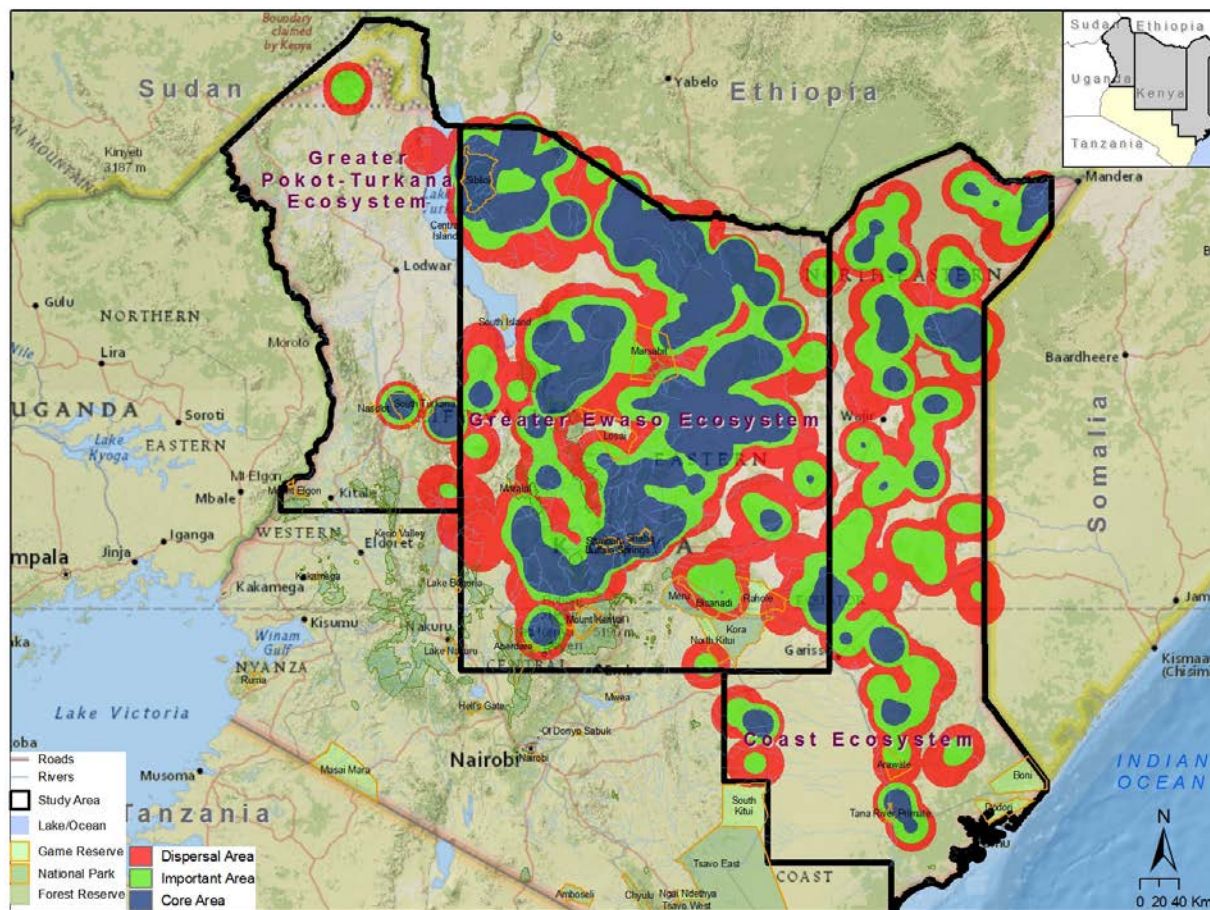 Boundary
claimed
by Kenya
Sudan
Ethiopia
Uganda
Kenya
Tanzania
Yabelo
Sudan
Ethiopia
Kinyeti
3187 m
Greater
Pokot-Turkana
Ecosystem
Sibiloi
Central
Island
Mandera
Lodwar
Gulu
NORTHERN
NORTH-EASTERN
Moroto
South Island
Marsabit
Lira
Baardheere
UGANDA
Soroti
Nasolot
South Turkana
Greater Ewaso Ecosystem
Wajir
Lake
Kyoga
EASTERN
Losai
EASTERN
Somalia
Mt Elgon
Mount Elgon
Mbale
Kitale
Maralal
Iganga
WESTERN
Kerio Valley
Eldoret
Shaba
Buffalo Springs
KENYA
mpala
Jinja
Kakamega
Kakamega
Lake Bogoria
Meru
Bisanadi
Rahole
EQUATOR
Jam
Kisumu
Winam
Gulf
Nakuru
Mount Kenya
Aberdare
Kora
North Kitui
Garissa
Kismaa
(Chisim
NYANZA
Ruma
Lake Nakuru
CENTRAL
Mwea
Lake Victoria
Hell's Gate
Ol Donyo Sabuk
Coast Ecosystem
oba
Nairobi
Nairobi
Arawale
INDIAN
OCEAN
Musoma
Masai Mara
Boni
Tanzania
South
Kitui
Tana River Primate
Dodori
Tsavo East
COAST
Amboseli
Chyulu
Ngai Ndethya
Tsavo West
Roads
Rivers
Study Area
Lake/Ocean
Game Reserve
National Park
Forest Reserve
Dispersal Area
Important Area
Core Area
N
0 20 40 Km